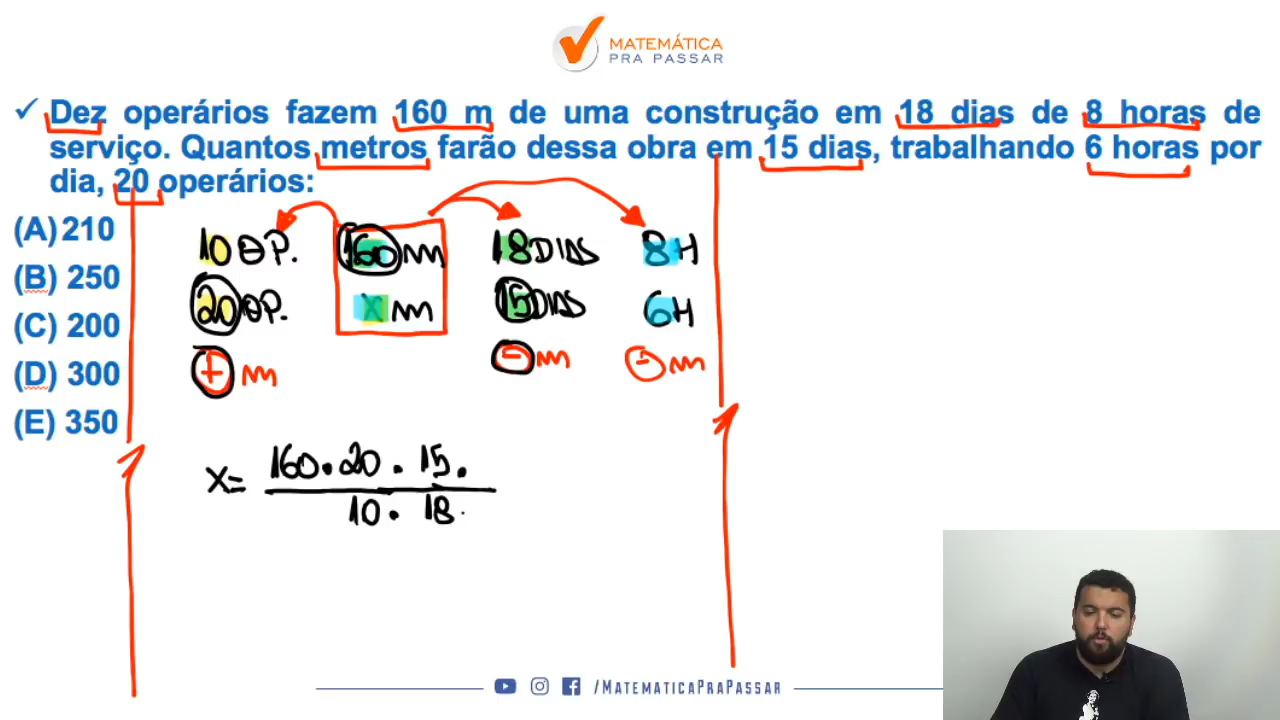 MATEMÁTICA
PRA PASSAR
✓ Dez operários fazem 160 m de uma construção em 18 dias de 8 horas de
serviço. Quantos metros farão dessa obra em 15 dias, trabalhando 6 horas por
dia, 20 operários:
(A) 210
(B) 250
(C) 200
(D) 300
(E) 350
10 OP. 160 m 18 DIAS 8 H
20 OP. X m 15 DIAS 6 H
+ m - m - m
X = 160 . 20 . 15 .
10 . 18 .
/MATEMATICAPRAPASSAR